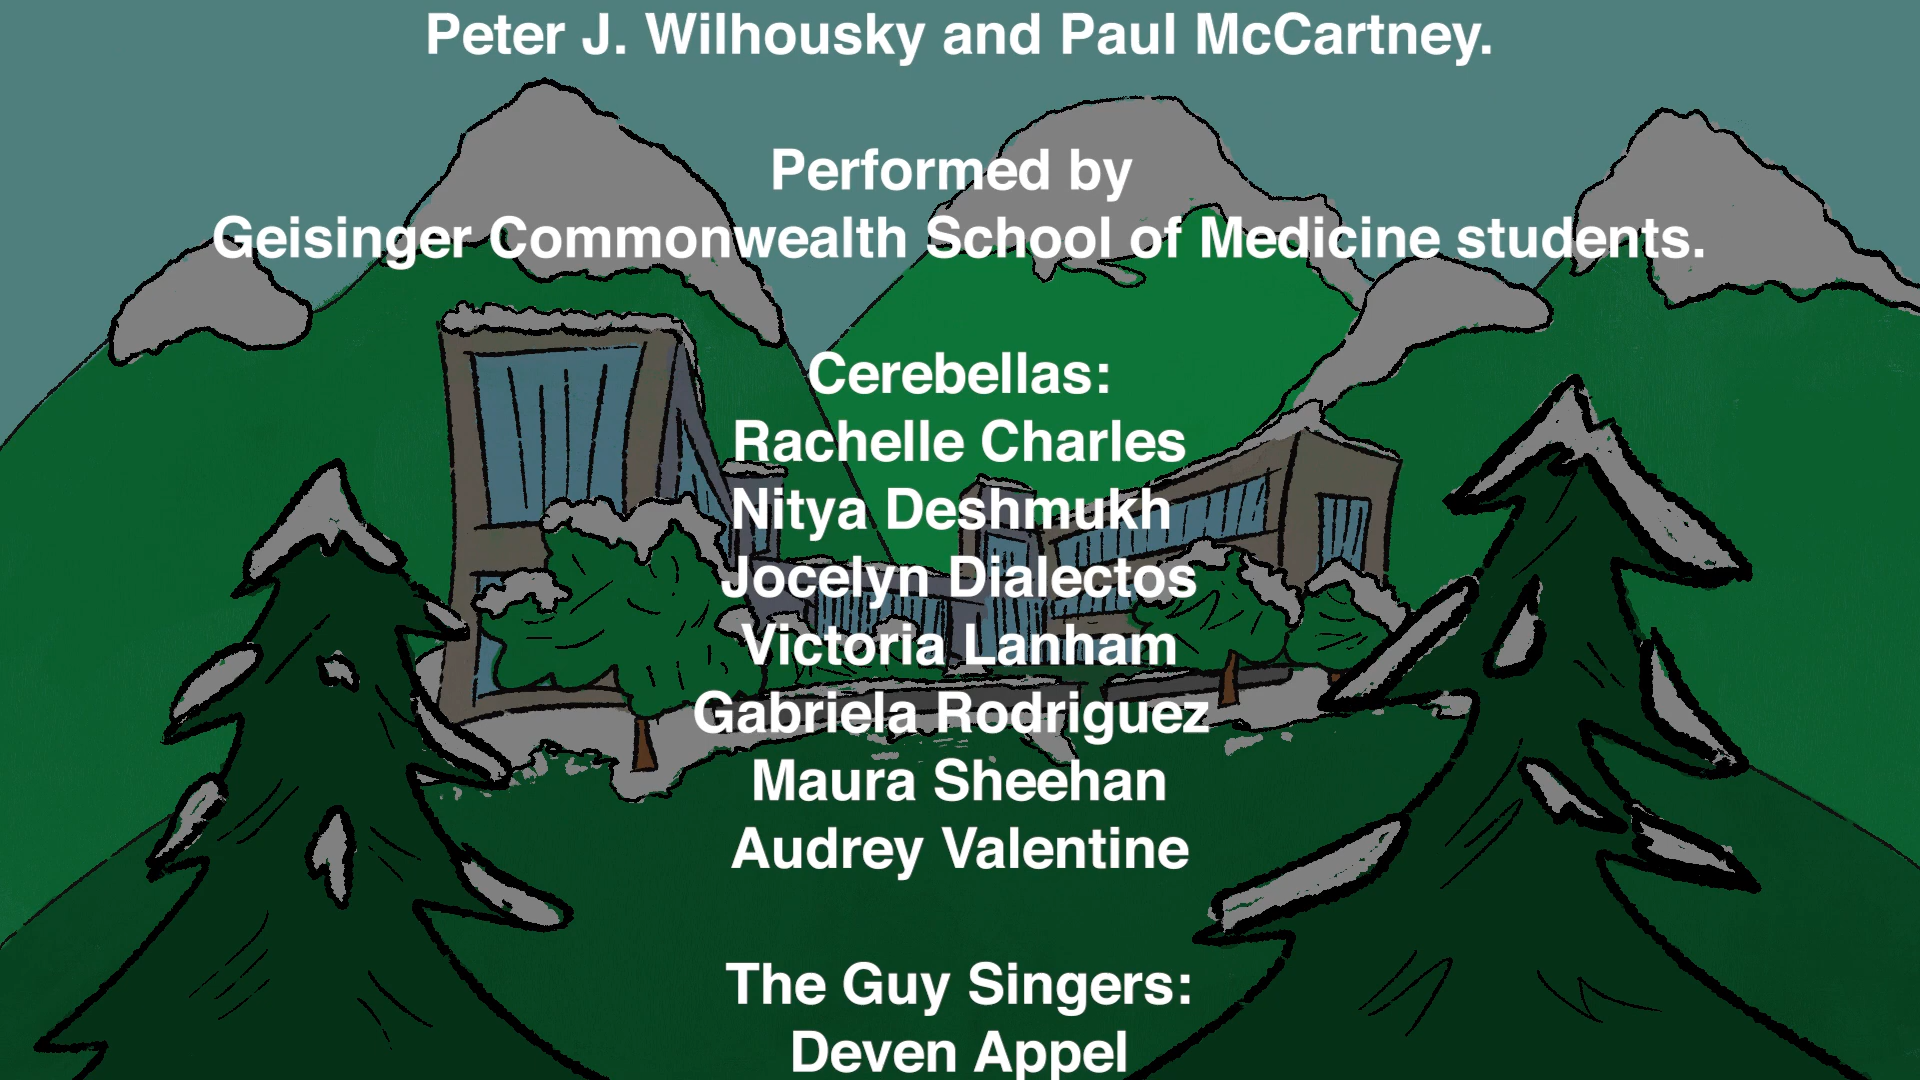 Peter J. Wilhousky and Paul McCartney.
Performed by
Geisinger Commonwealth School of Medicine students.
Cerebellas:
Rachelle Charles
Nitya Deshmukh
Jocelyn Dialectos
Victoria Lanham
Gabriela Rodriguez
Maura Sheehan
Audrey Valentine
The Guy Singers:
Deven Appel